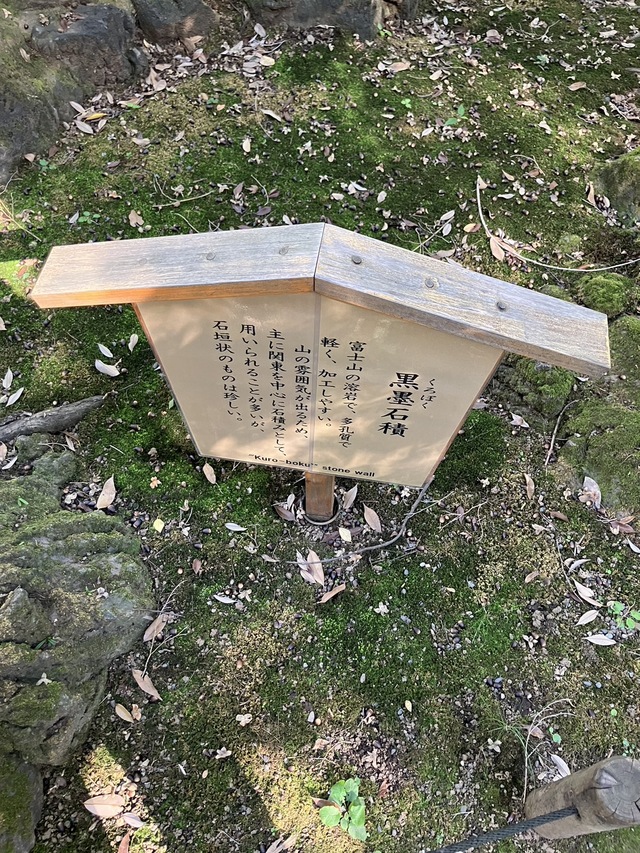 くろぼく
黒墨石積
富士山の溶岩で、多孔質で
軽く、加工しやすい。
山の雰囲気が出るため、
主に関東を中心に石積として、
用いられることが多いが、
石垣状のものは珍しい。
"Kuro-boku" stone wall